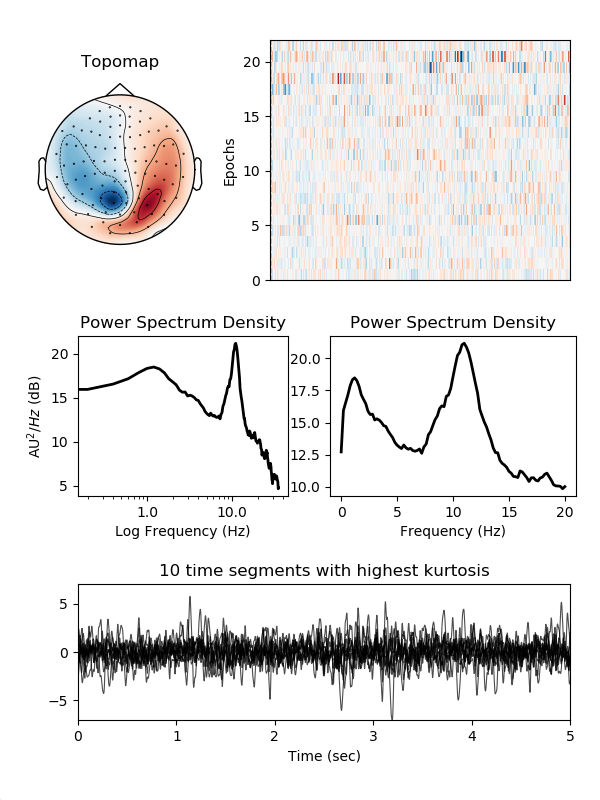 Topomap
20
15
10
5
0
Epochs
Power Spectrum Density
20
15
10
5
AU²/Hz (dB)
1.0 10.0
Log Frequency (Hz)
Power Spectrum Density
20.0
17.5
15.0
12.5
10.0
0 5 10 15 20
Frequency (Hz)
10 time segments with highest kurtosis
5
0
−5
0 1 2 3 4 5
Time (sec)